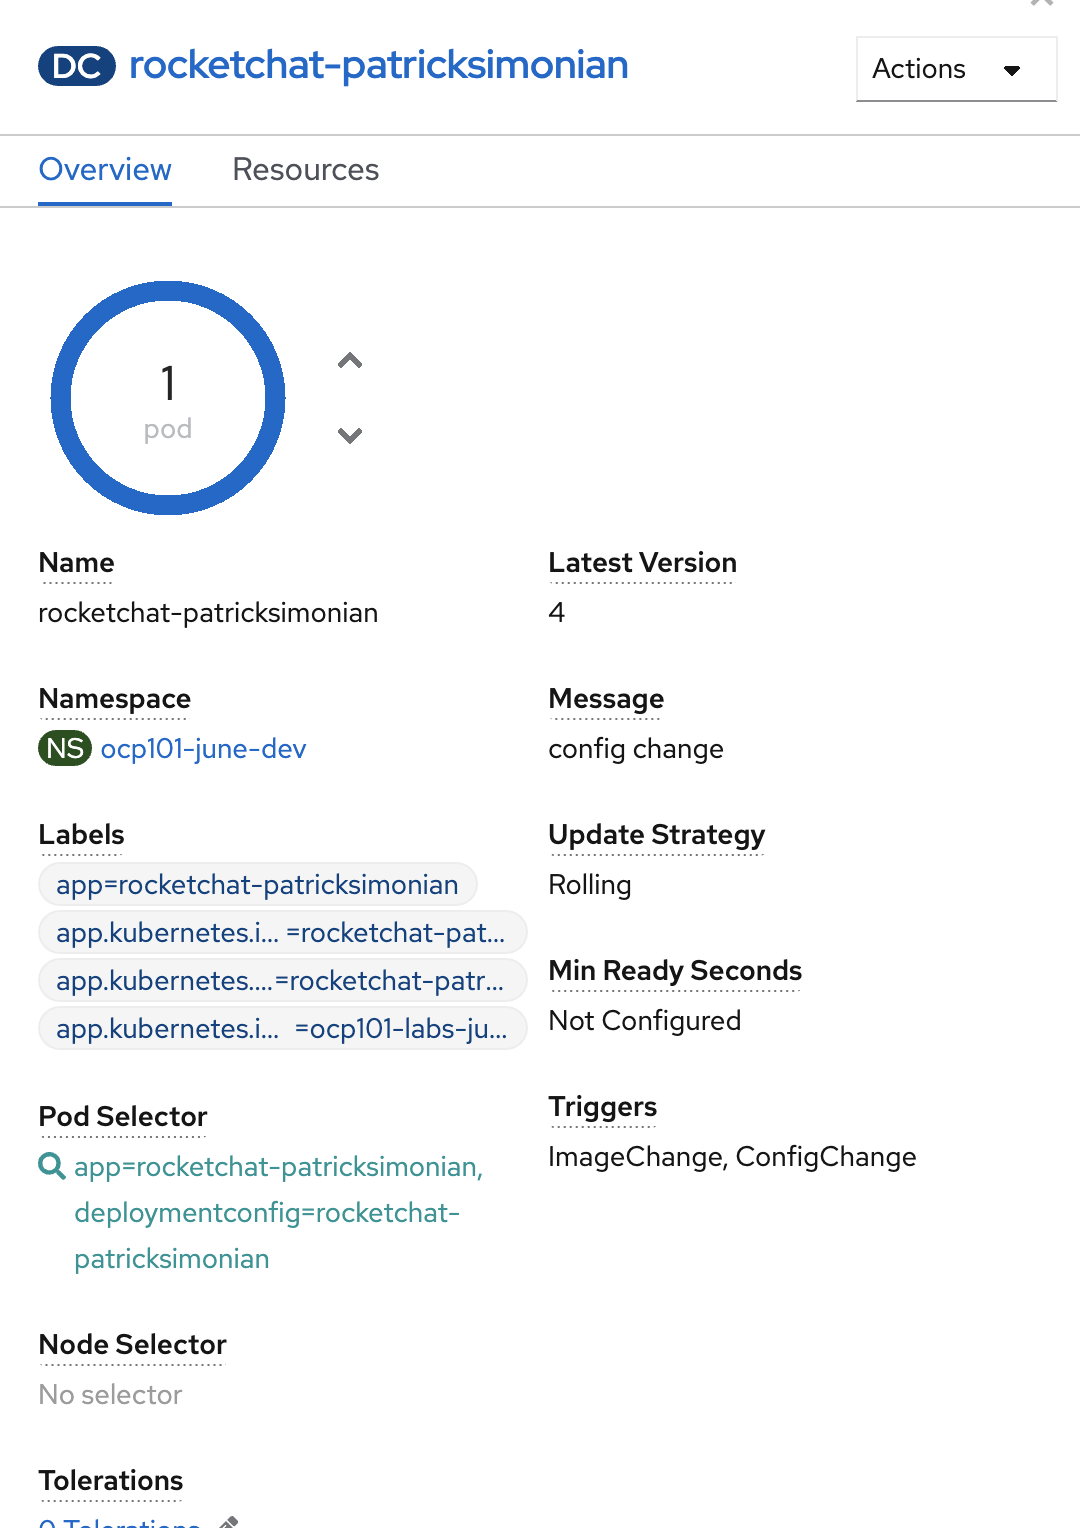 DC rocketchat-patricksimonian
Actions
Overview Resources
1
pod
Name
rocketchat-patricksimonian
Latest Version
4
Namespace
NS ocp101-june-dev
Message
config change
Labels
app=rocketchat-patricksimonian
app.kubernetes.i... =rocketchat-pat...
app.kubernetes....=rocketchat-patr...
app.kubernetes.i... =ocp101-labs-ju...
Update Strategy
Rolling
Min Ready Seconds
Not Configured
Pod Selector
app=rocketchat-patricksimonian,
deploymentconfig=rocketchat-
patricksimonian
Triggers
ImageChange, ConfigChange
Node Selector
No selector
Tolerations
0 Tolerations